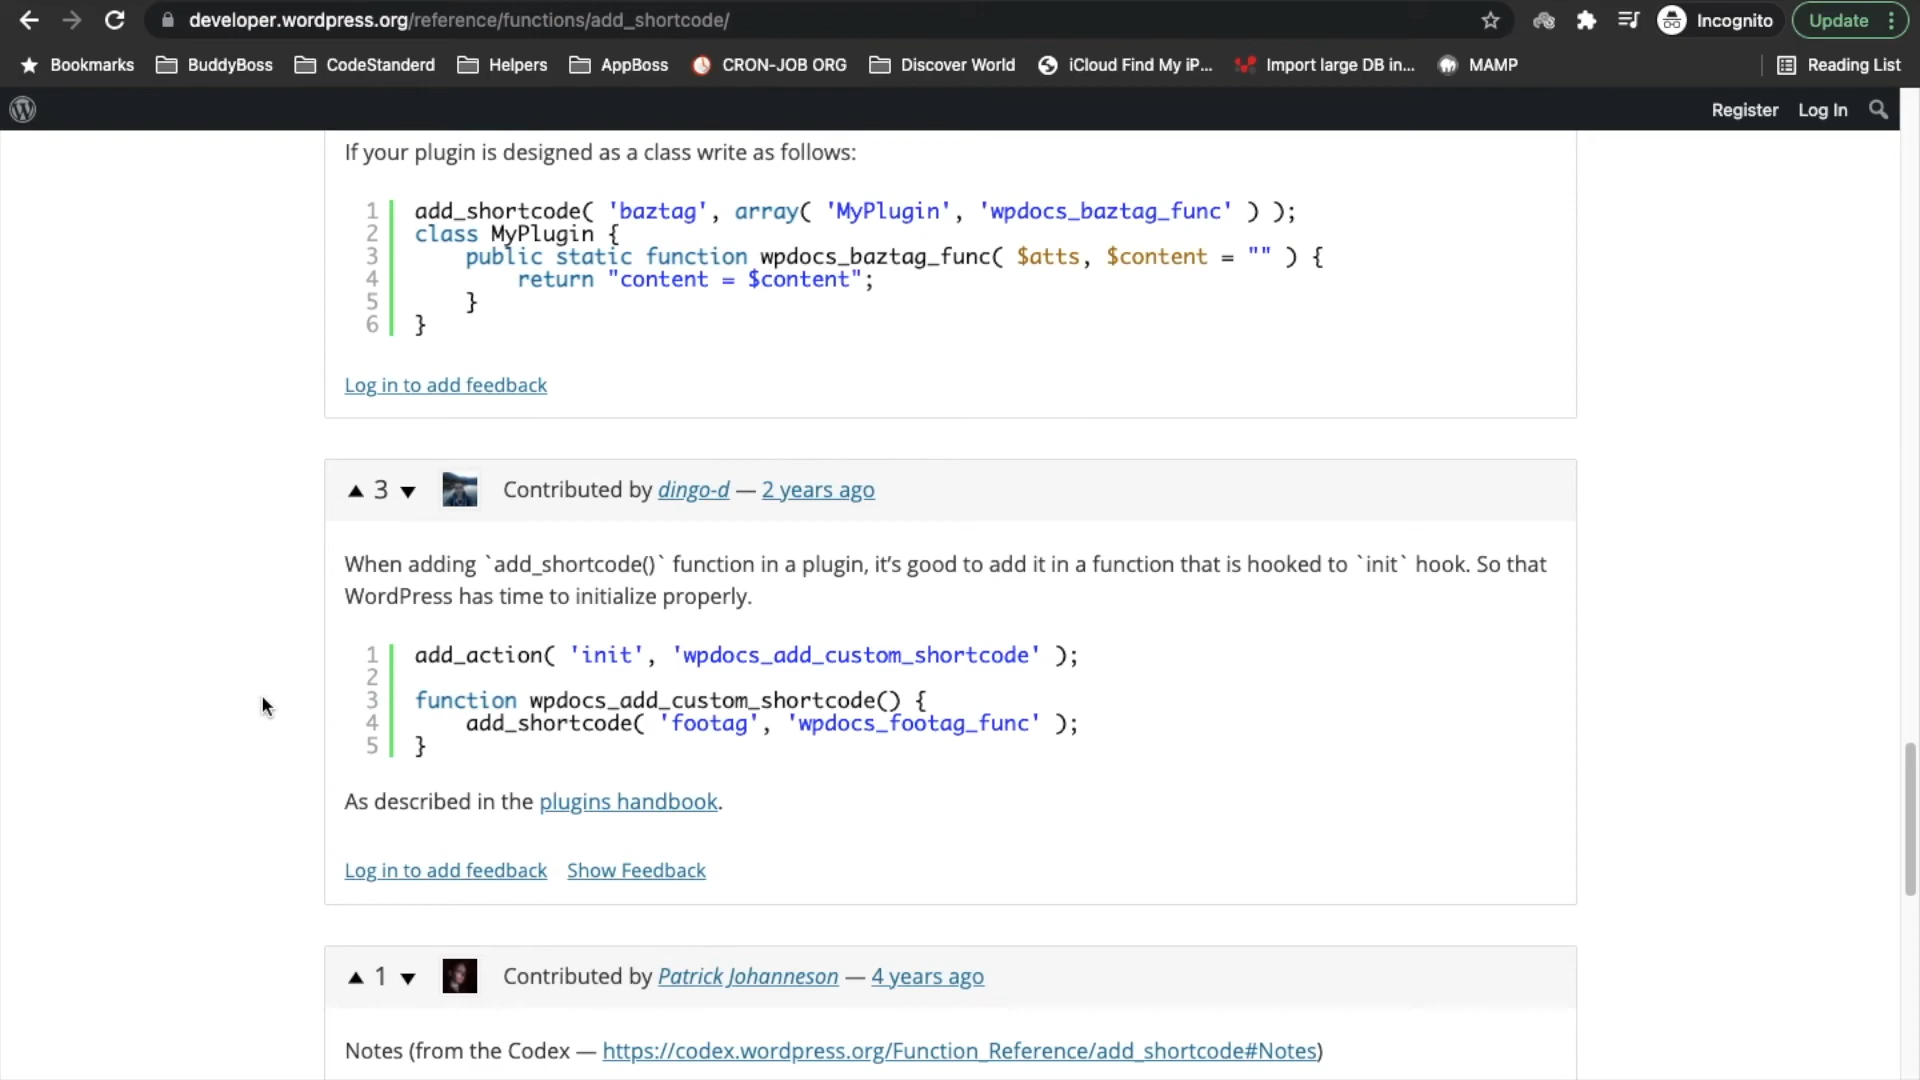 developer.wordpress.org/reference/functions/add_shortcode/
Incognito
Update
Bookmarks
BuddyBoss
CodeStanderd
Helpers
AppBoss
CRON-JOB ORG
Discover World
iCloud Find My iP...
Import large DB in...
MAMP
Reading List
Register
Log In
If your plugin is designed as a class write as follows:
1 add_shortcode( 'baztag', array( 'MyPlugin', 'wpdocs_baztag_func' ) );
2 class MyPlugin {
3 public static function wpdocs_baztag_func( $atts, $content = "" ) {
4 return "content = $content";
5 }
6 }
Log in to add feedback
▲ 3 ▼ Contributed by dingo-d — 2 years ago
When adding `add_shortcode()` function in a plugin, it’s good to add it in a function that is hooked to `init` hook. So that
WordPress has time to initialize properly.
1 add_action( 'init', 'wpdocs_add_custom_shortcode' );
2
3 function wpdocs_add_custom_shortcode() {
4 add_shortcode( 'footag', 'wpdocs_footag_func' );
5 }
As described in the plugins handbook.
Log in to add feedback Show Feedback
▲ 1 ▼ Contributed by Patrick Johanneson — 4 years ago
Notes (from the Codex — https://codex.wordpress.org/Function_Reference/add_shortcode#Notes)